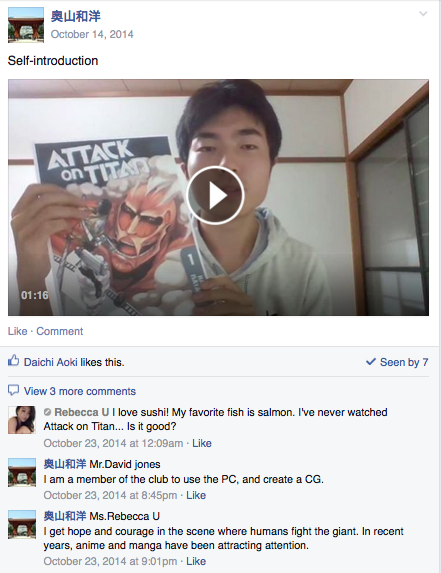 奥山和洋
October 14, 2014
Self-introduction
ATTACK
on TITAN
1
01:16
Like · Comment
Daichi Aoki likes this.
Seen by 7
View 3 more comments
Rebecca U I love sushi! My favorite fish is salmon. I've never watched
Attack on Titan... Is it good?
October 23, 2014 at 12:09am · Like
奥山和洋 Mr.David jones
I am a member of the club to use the PC, and create a CG.
October 23, 2014 at 8:45pm · Like
奥山和洋 Ms.Rebecca U
I get hope and courage in the scene where humans fight the giant. In recent
years, anime and manga have been attracting attention.
October 23, 2014 at 9:01pm · Like